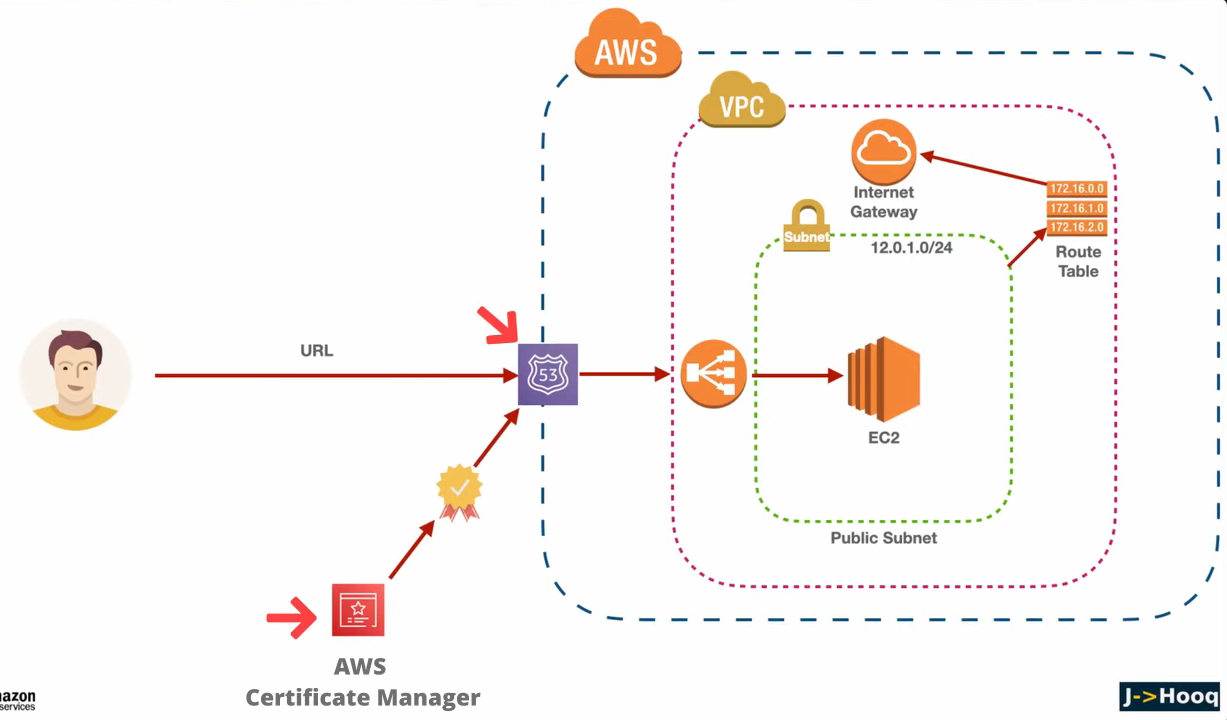 AWS
VPC
172.16.0.0
172.16.1.0
172.16.2.0
Internet
Gateway
Subnet
12.0.1.0/24
Route
Table
URL
53
EC2
Public Subnet
AWS
Certificate Manager
mazon
services
J->Hooq